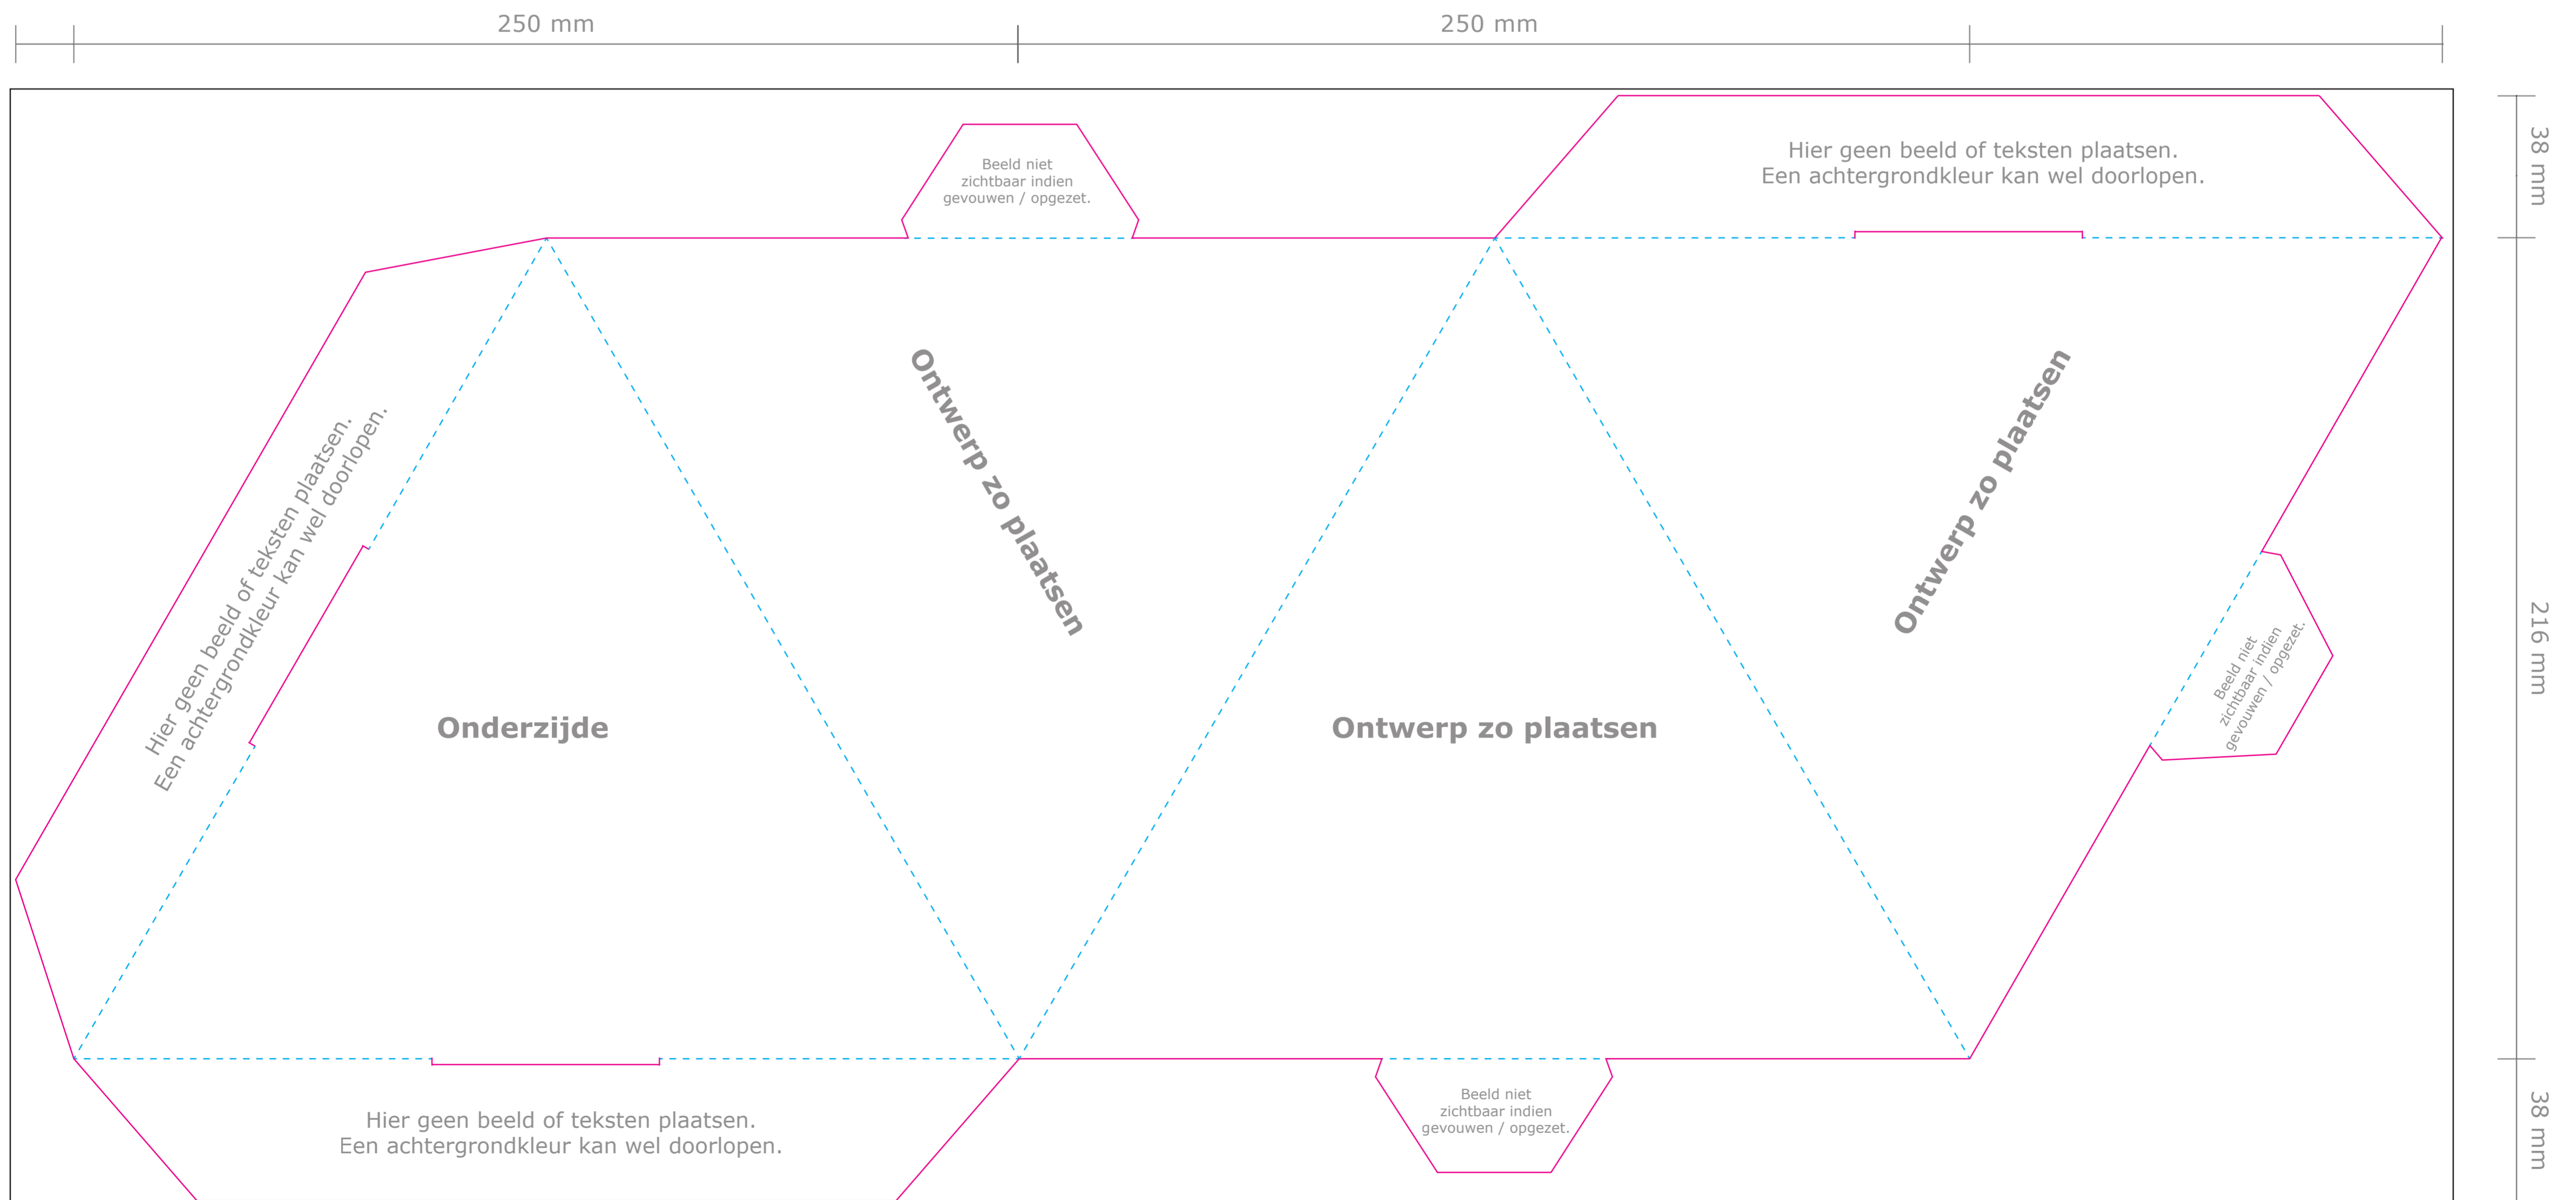 250 mm
250 mm
Hier geen beeld of teksten plaatsen.
Een achtergrondkleur kan wel doorlopen.
38 mm
Beeld niet
zichtbaar indien
gevouwen / opgezet.
Ontwerp zo plaatsen
Ontwerp zo plaatsen
Hier geen beeld of teksten plaatsen.
Een achtergrondkleur kan wel doorlopen.
Beeld niet
zichtbaar indien
gevouwen / opgezet.
216 mm
Onderzijde
Ontwerp zo plaatsen
Beeld niet
zichtbaar indien
gevouwen / opgezet.
Hier geen beeld of teksten plaatsen.
Een achtergrondkleur kan wel doorlopen.
38 mm